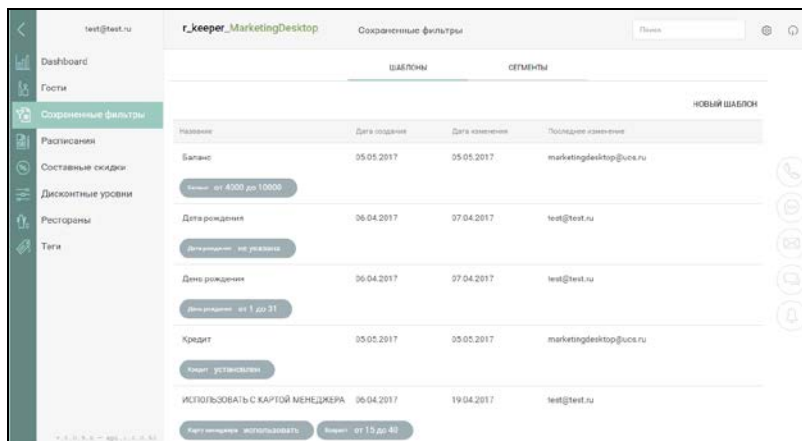 test@test.ru
r_keeper_MarketingDesktop
Сохраненные фильтры
Поиск
Dashboard
Гости
Сохраненные фильтры
Расписания
Составные скидки
Дисконтные уровни
Рестораны
Теги
ШАБЛОНЫ СЕГМЕНТЫ
НОВЫЙ ШАБЛОН
Название Дата создания Дата изменения Последнее изменение
Баланс 05.05.2017 05.05.2017 marketingdesktop@ucs.ru
Баланс от 4000 до 10000
Дата рождения 06.04.2017 07.04.2017 test@test.ru
Дата рождения не указана
День рождения 06.04.2017 07.04.2017 test@test.ru
День рождения от 1 до 31
Кредит 05.05.2017 05.05.2017 marketingdesktop@ucs.ru
Кредит установлен
ИСПОЛЬЗОВАТЬ С КАРТОЙ МЕНЕДЖЕРА 06.04.2017 19.04.2017 test@test.ru
Карту менеджера использовать Возраст от 15 до 40